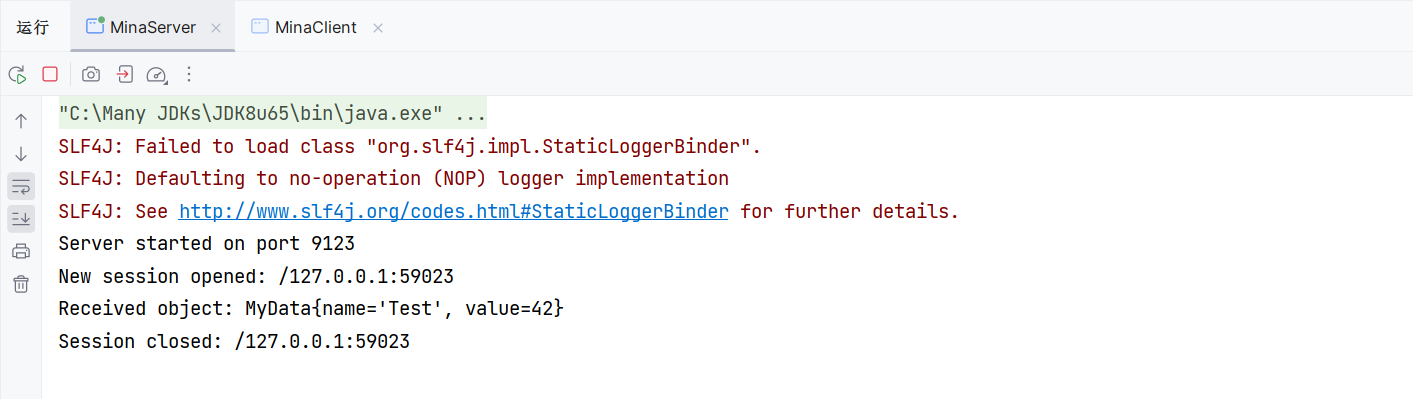 运行 MinaServer MinaClient
"C:\Many JDKs\JDK8u65\bin\java.exe" ...
SLF4J: Failed to load class "org.slf4j.impl.StaticLoggerBinder".
SLF4J: Defaulting to no-operation (NOP) logger implementation
SLF4J: See http://www.slf4j.org/codes.html#StaticLoggerBinder for further details.
Server started on port 9123
New session opened: /127.0.0.1:59023
Received object: MyData{name='Test', value=42}
Session closed: /127.0.0.1:59023